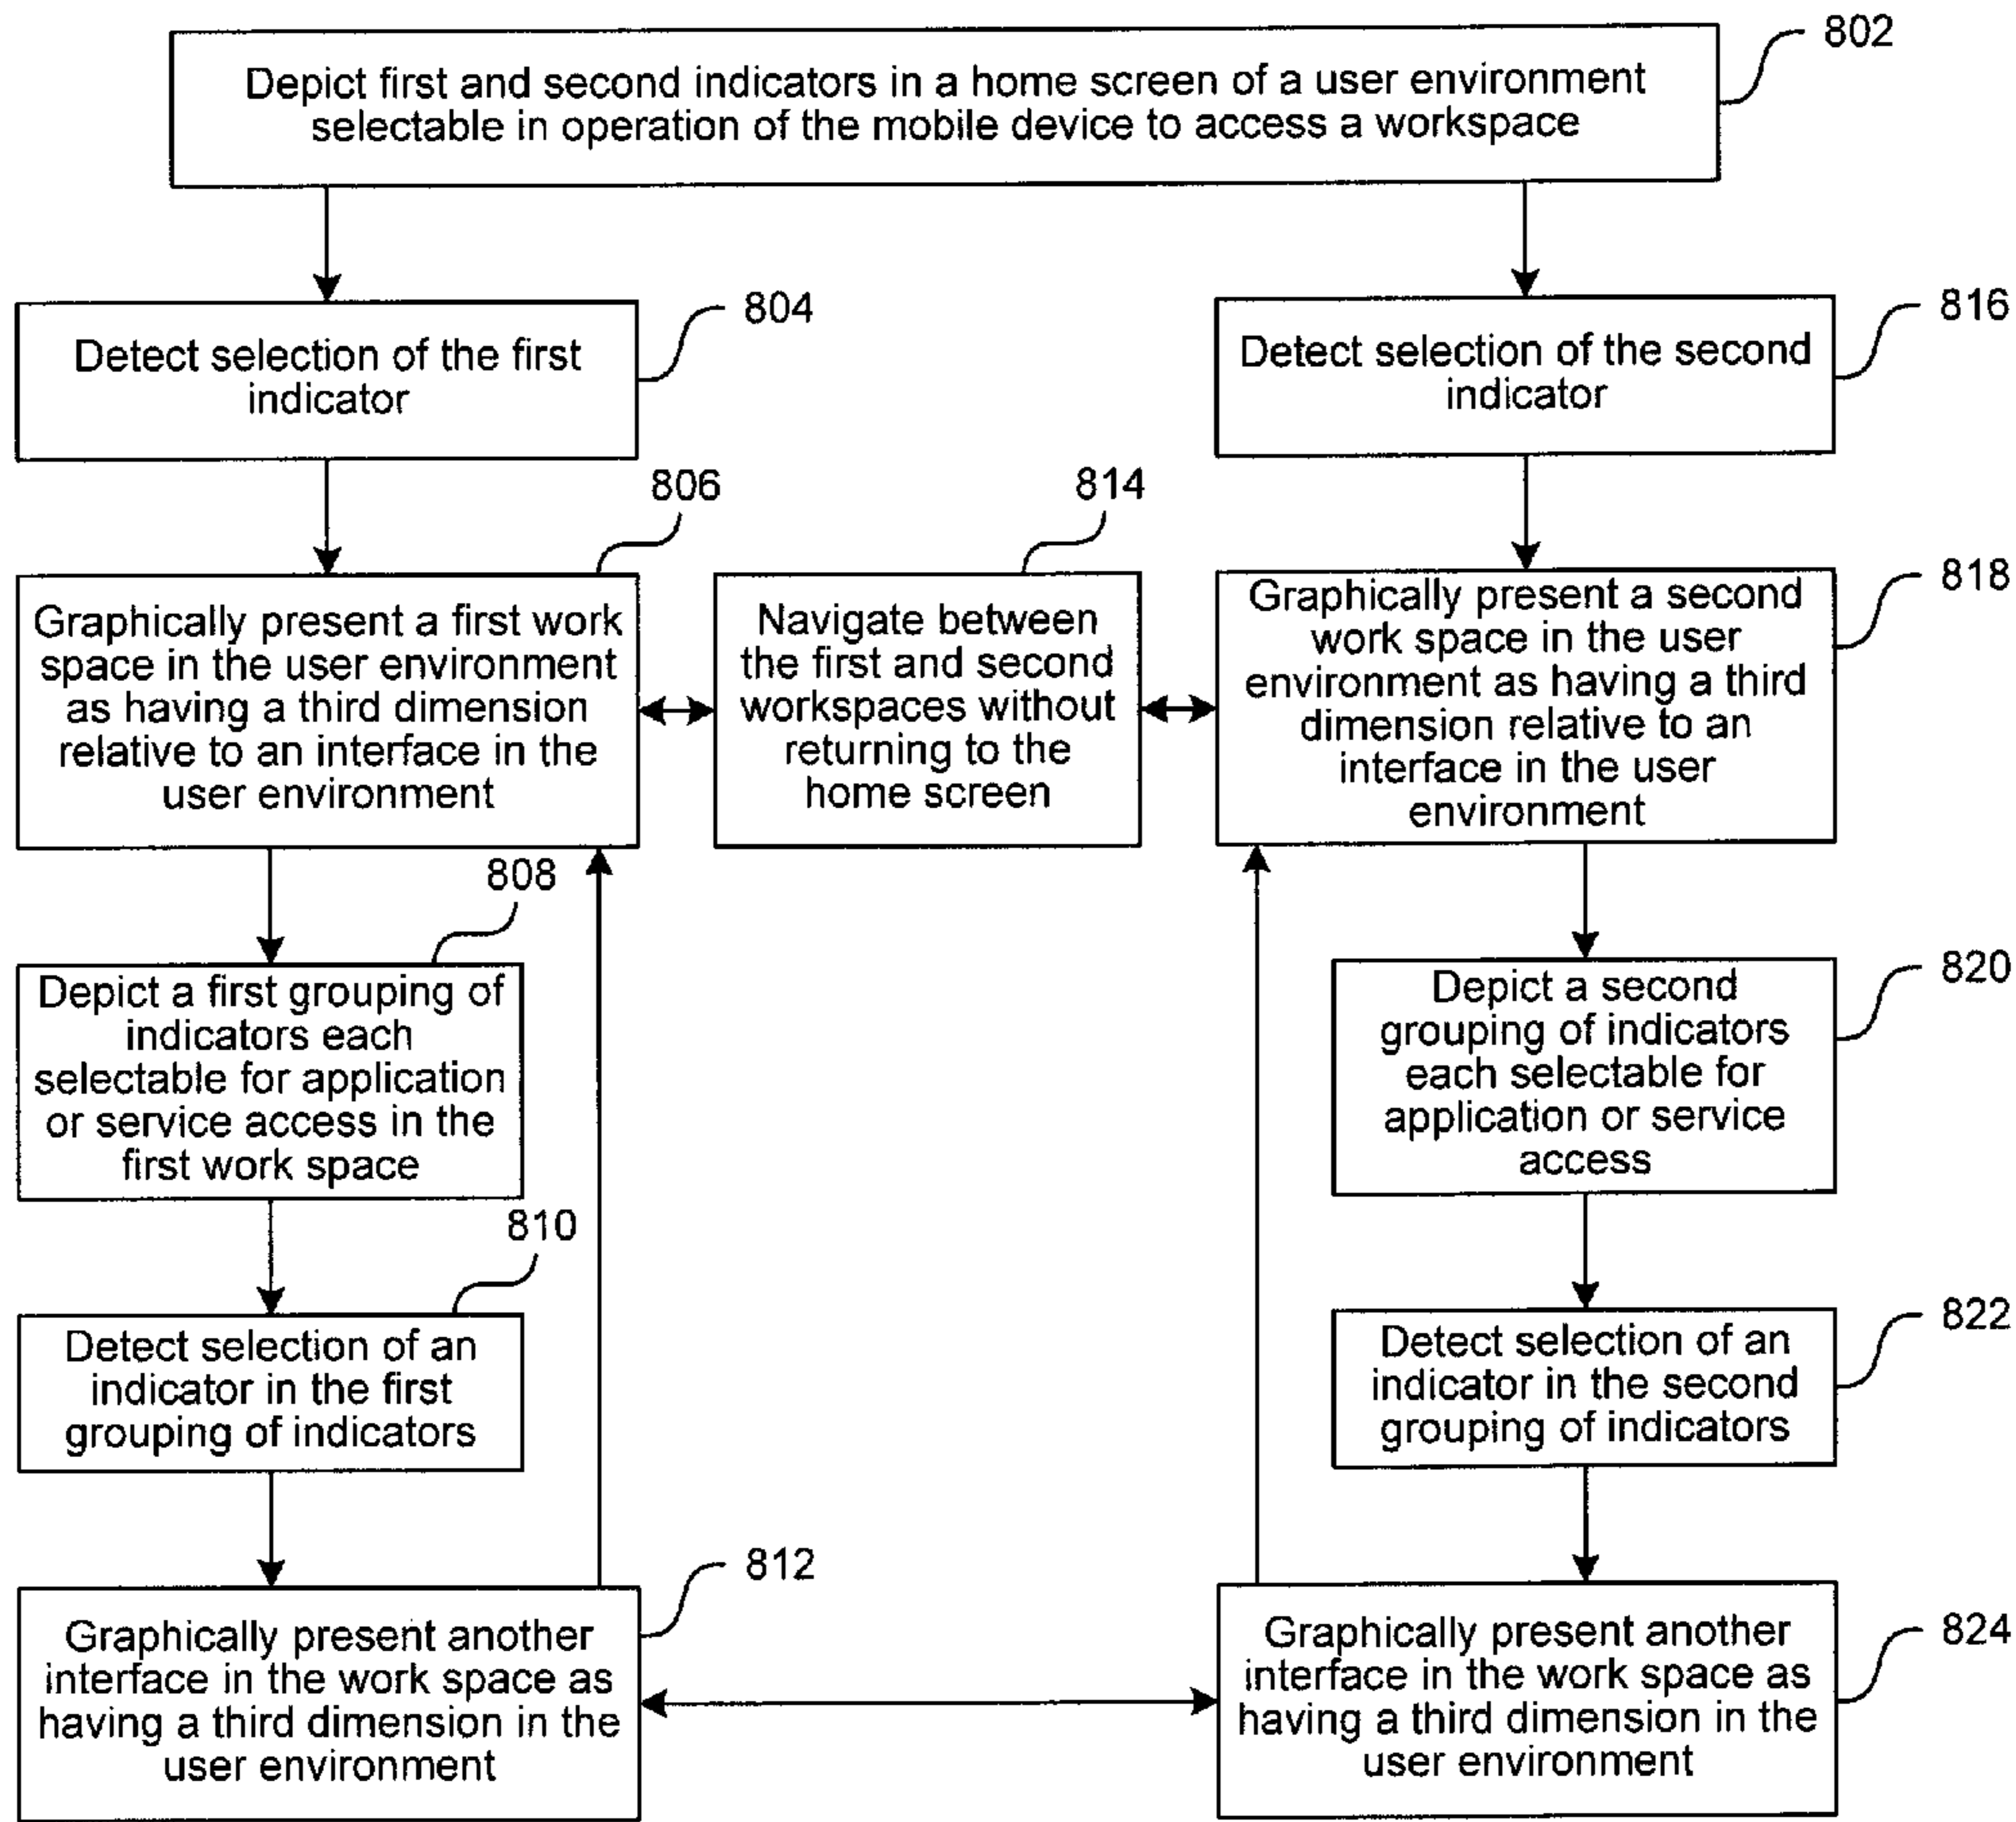 802
Depict first and second indicators in a home screen of a user environment
selectable in operation of the mobile device to access a workspace
804
Detect selection of the first
indicator
816
Detect selection of the second
indicator
806
Graphically present a first work
space in the user environment
as having a third dimension
relative to an interface in the
user environment
814
Navigate between
the first and second
workspaces without
returning to the
home screen
818
Graphically present a second
work space in the user
environment as having a third
dimension relative to an
interface in the user
environment
808
Depict a first grouping of
indicators each
selectable for application
or service access in the
first work space
820
Depict a second
grouping of indicators
each selectable for
application or service
access
810
Detect selection of an
indicator in the first
grouping of indicators
822
Detect selection of an
indicator in the second
grouping of indicators
812
Graphically present another
interface in the work space as
having a third dimension in the
user environment
824
Graphically present another
interface in the work space as
having a third dimension in the
user environment